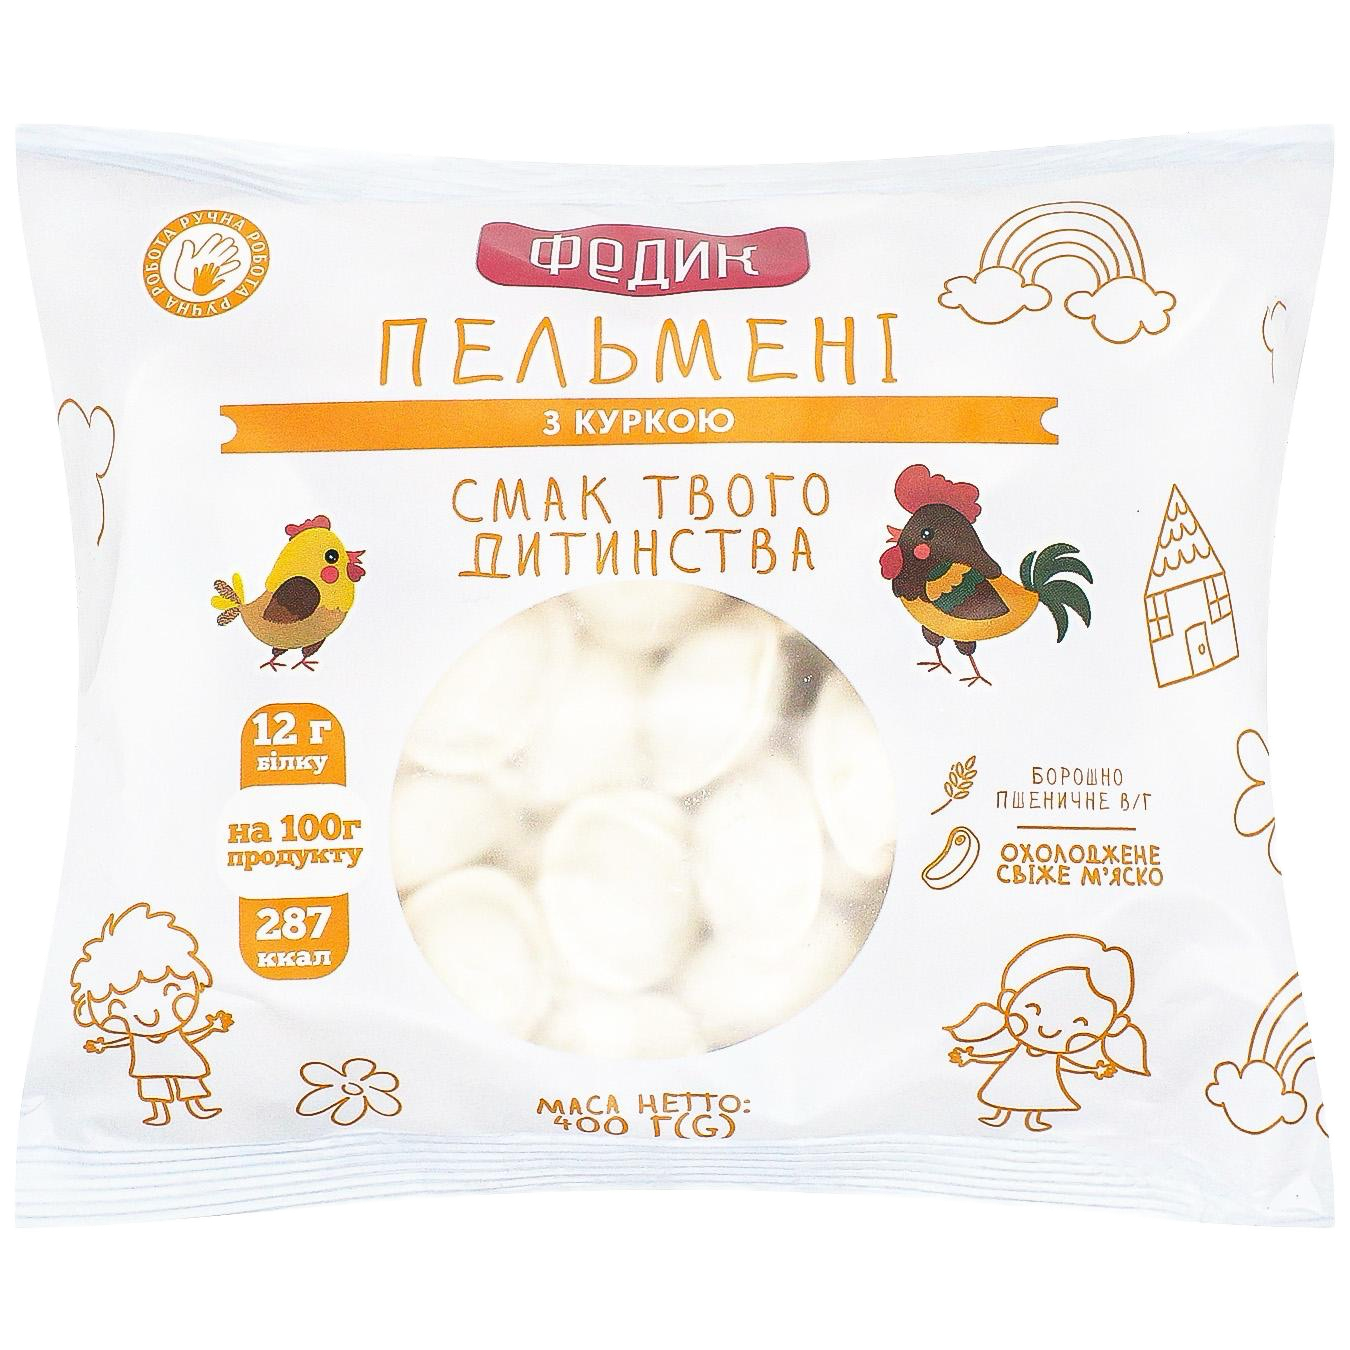 РУЧНА РОБОТА РУЧНА РОБОТА
ФЕДИК
ПЕЛЬМЕНІ
З КУРКОЮ
СМАК ТВОГО
ДИТИНСТВА
12 г
білку
на 100г
продукту
287
ккал
БОРОШНО
ПШЕНИЧНЕ В/Г
ОХОЛОДЖЕНЕ
СВІЖЕ М'ЯСКО
МАСА НЕТТО:
400 Г(G)